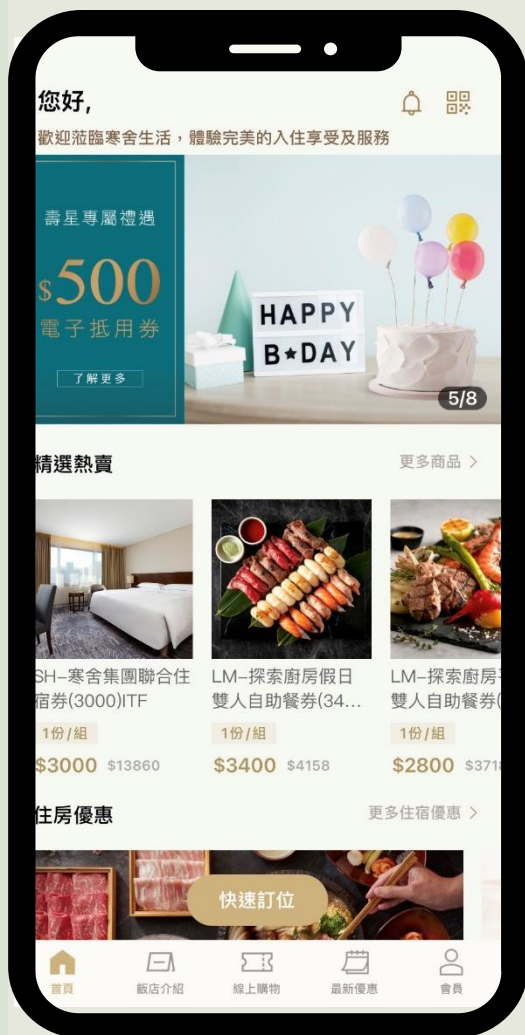 您好,
歡迎蒞臨寒舍生活，體驗完美的入住享受及服務
壽星專屬禮遇
$500
電子抵用券
了解更多
HAPPY
B★DAY
5/8
精選熱賣
更多商品 >
SH–寒舍集團聯合住
宿券(3000)ITF
1份/組
$3000 $13860
LM–探索廚房假日
雙人自助餐券(34...
1份/組
$3400 $4158
LM–探索廚房
雙人自助餐券(
1份/組
$2800 $371
住房優惠
更多住宿優惠 >
快速訂位
首頁
飯店介紹
線上購物
最新優惠
會員